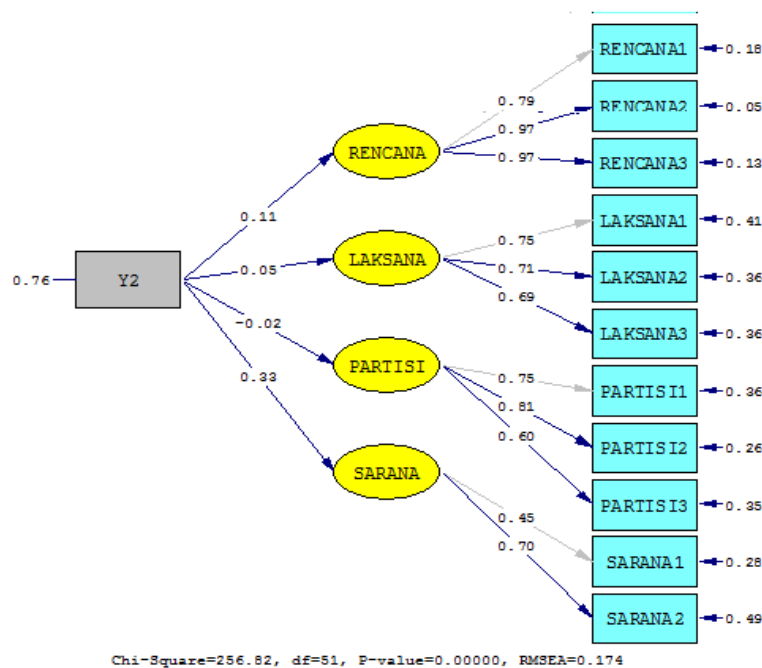 RENCANA1
0.18
0.79
RENCANA2
0.05
0.97
RENCANA
0.97
RENCANA3
0.13
0.11
LAKSANA1
0.41
0.75
LAKSANA
0.05
0.71
LAKSANA2
0.36
0.76
Y2
0.69
LAKSANA3
0.36
-0.02
PARTISI
0.75
PARTISI1
0.36
0.33
0.81
0.60
PARTISI2
0.26
SARANA
PARTISI3
0.35
0.45
0.70
SARANA1
0.28
SARANA2
0.49
Chi-Square=256.82, df=51, P-value=0.00000, RMSEA=0.174